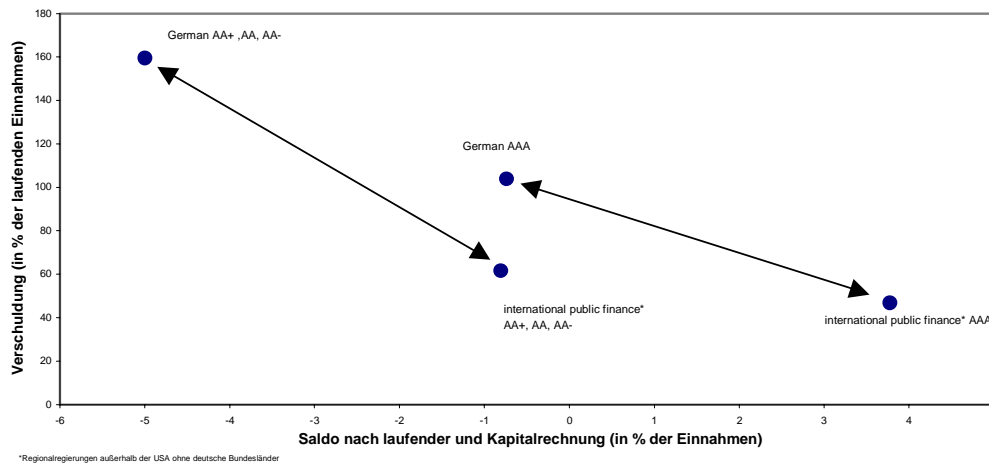 180
160
140
120
100
80
60
40
20
0
Verschuldung (in % der laufenden Einnahmen)
German AA+ ,AA, AA-
German AAA
international public finance*
AA+, AA, AA-
international public finance* AAA
-6 -5 -4 -3 -2 -1 0 1 2 3 4
Saldo nach laufender und Kapitalrechnung (in % der Einnahmen)
*Regionalregierungen außerhalb der USA ohne deutsche Bundesländer